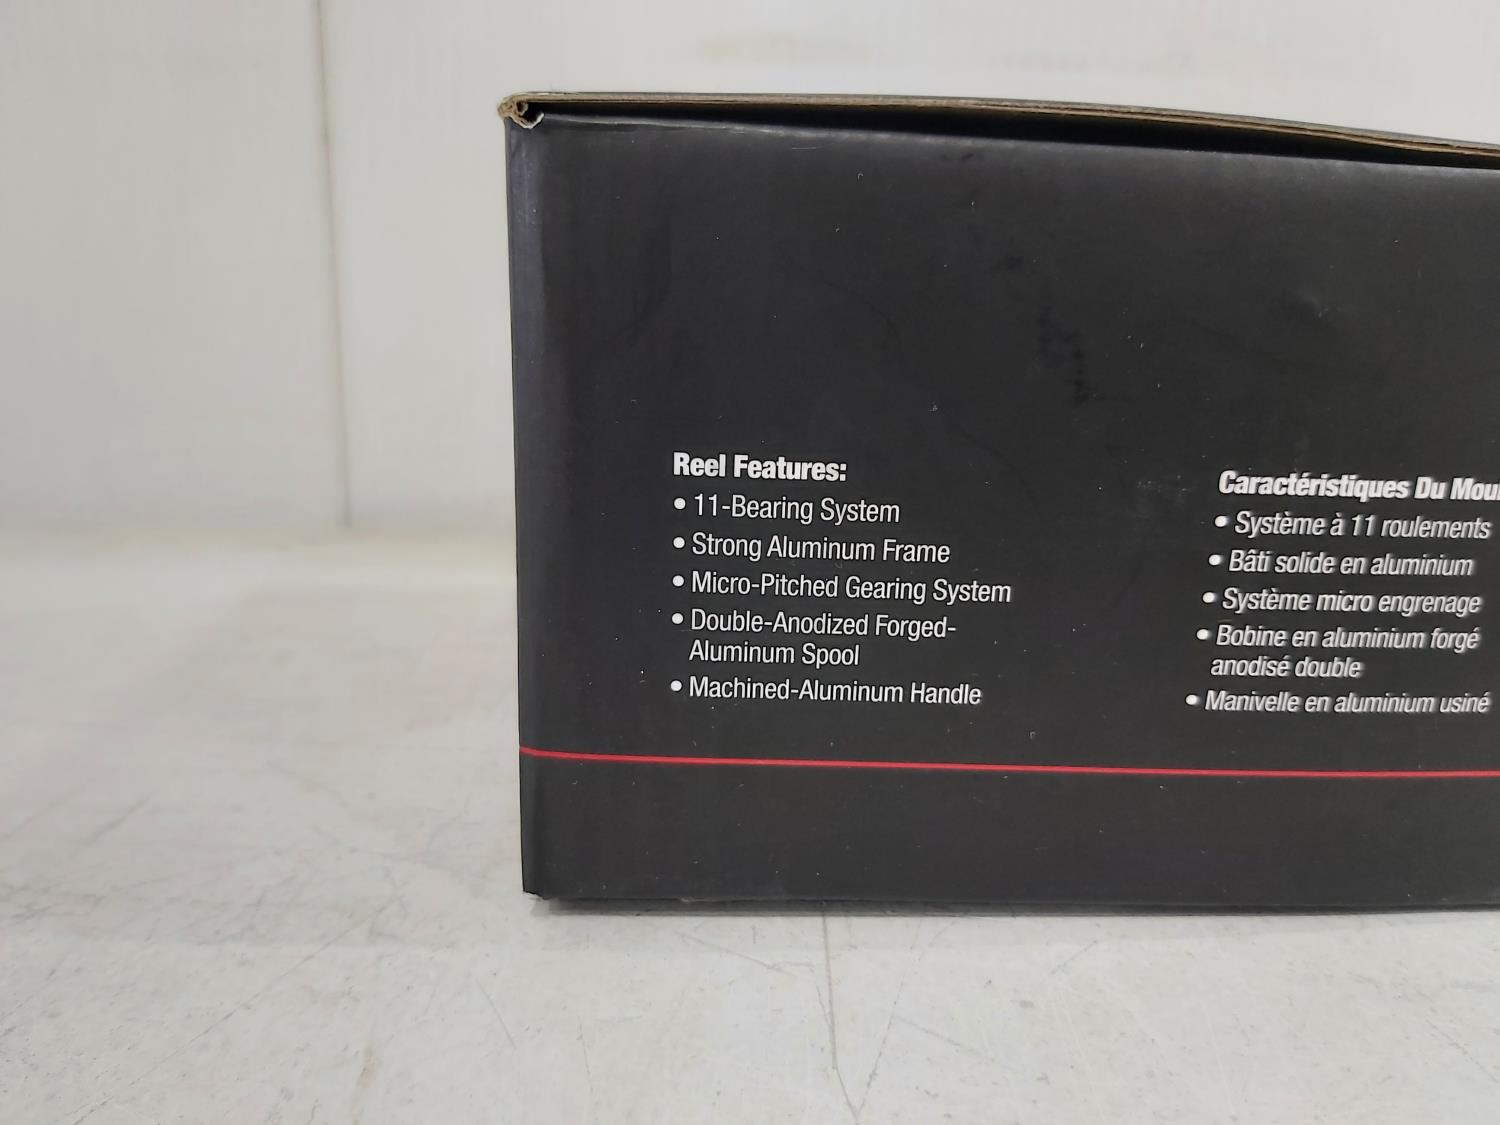 Reel Features:
• 11-Bearing System
• Strong Aluminum Frame
• Micro-Pitched Gearing System
• Double-Anodized Forged-
Aluminum Spool
• Machined-Aluminum Handle
Caractéristiques Du
• Système à 11 roulements
• Bâti solide en aluminium
• Système micro engrenage
• Bobine en aluminium forgé
anodisé double
• Manivelle en aluminium usiné